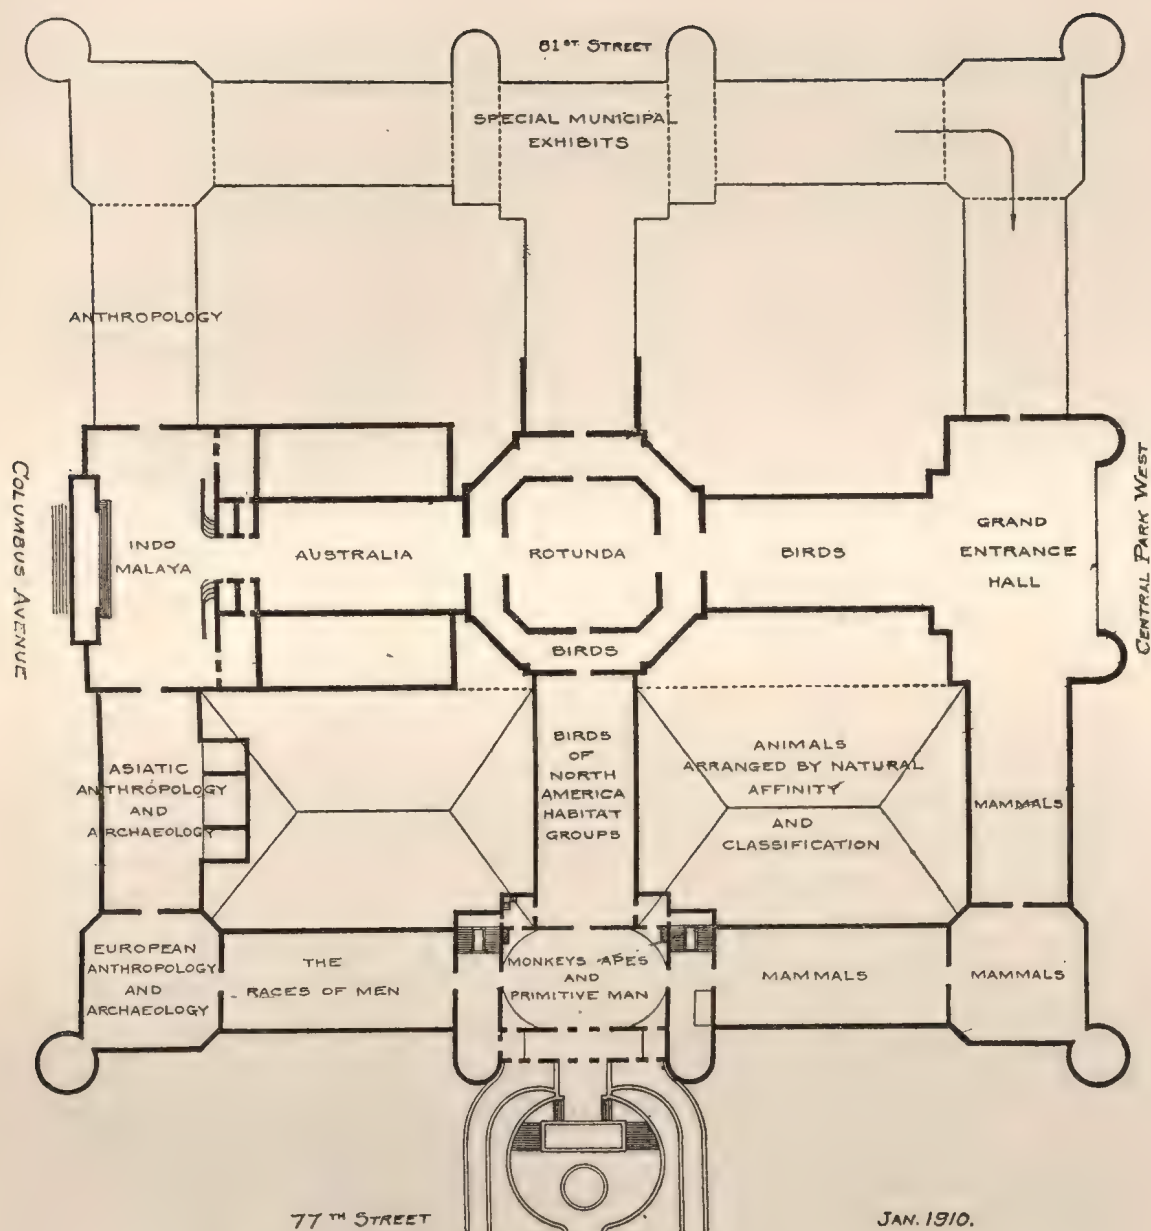 81ST STREET
SPECIAL MUNICIPAL
EXHIBITS
ANTHROPOLOGY
COLUMBUS AVENUE
INDO
MALAYA
AUSTRALIA
ROTUNDA
BIRDS
GRAND
ENTRANCE
HALL
CENTRAL PARK WEST
BIRDS
ASIATIC
ANTHROPOLOGY
AND
ARCHAEOLOGY
BIRDS
OF
NORTH
AMERICA
HABITAT
GROUPS
ANIMALS
ARRANGED BY NATURAL
AFFINITY
AND
CLASSIFICATION
MAMMALS
EUROPEAN
ANTHROPOLOGY
AND
ARCHAEOLOGY
THE
RACES OF MEN
MONKEYS APES
AND
PRIMITIVE MAN
MAMMALS
MAMMALS
77TH STREET
JAN. 1910.